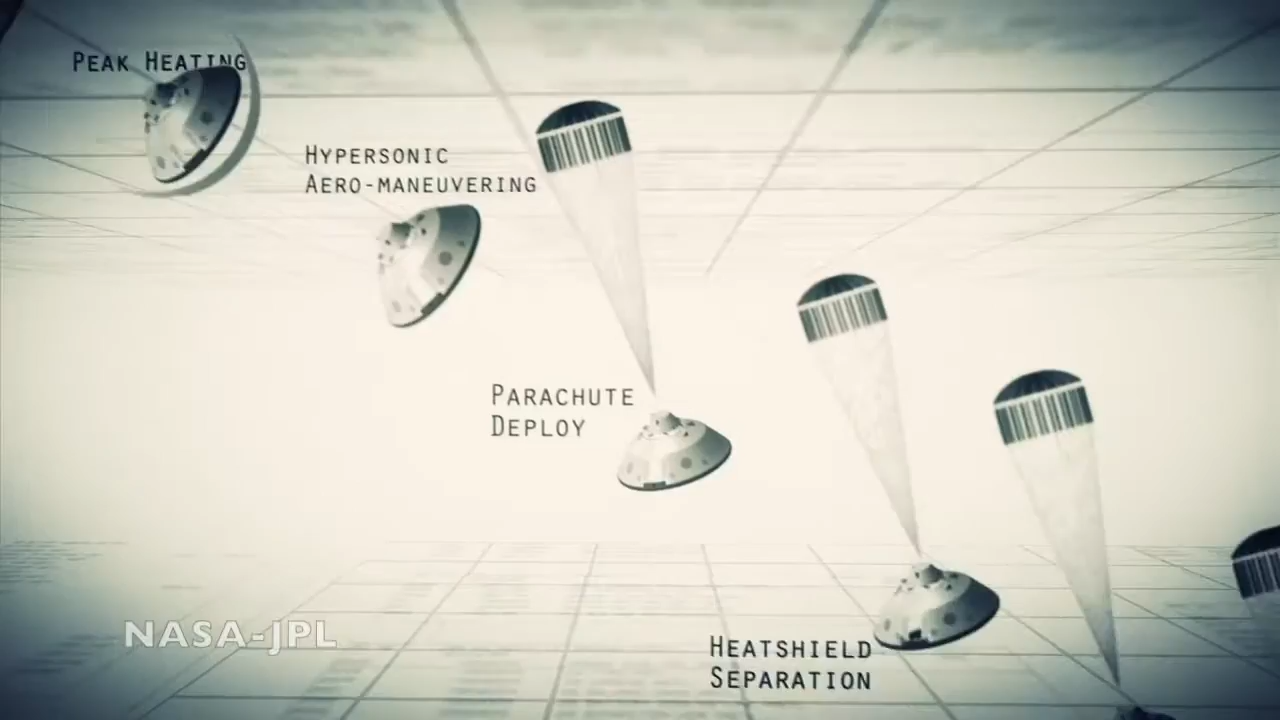 PEAK HEATING
HYPERSONIC
AERO-MANEUVERING
PARACHUTE
DEPLOY
HEATSHIELD
SEPARATION
NASA-JPL